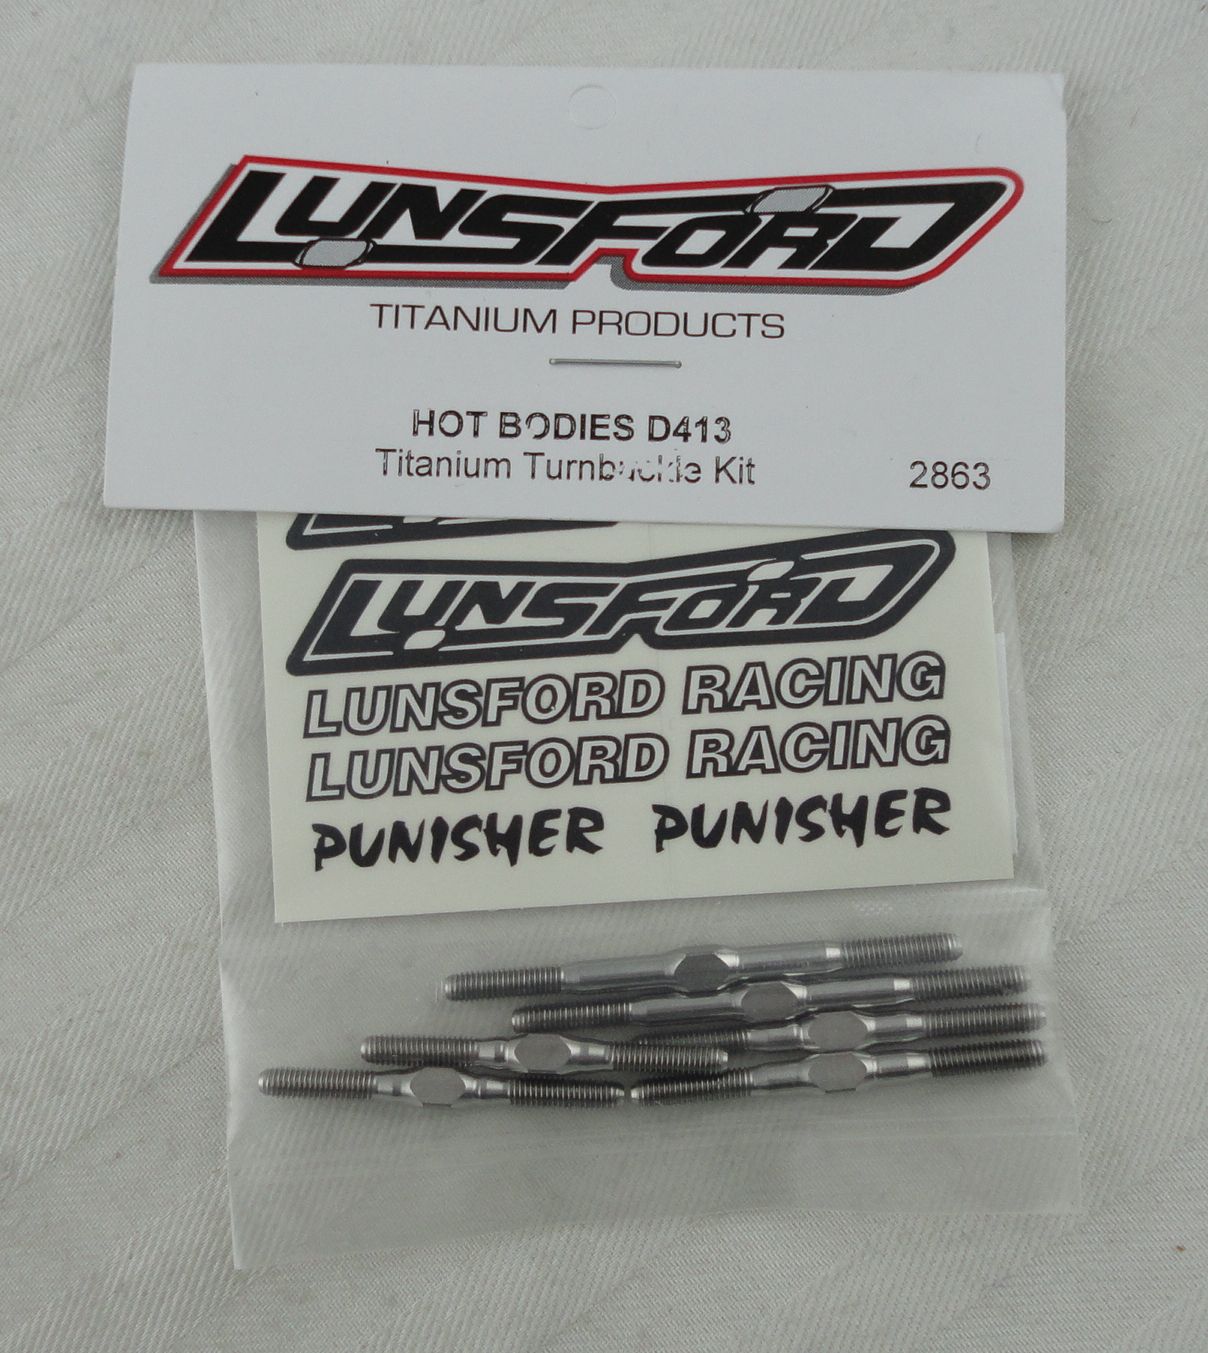 LUNSFORD
TITANIUM PRODUCTS
HOT BODIES D413
Titanium Turnbuckle Kit
2863
LUNSFORD
LUNSFORD RACING
LUNSFORD RACING
PUNISHER PUNISHER